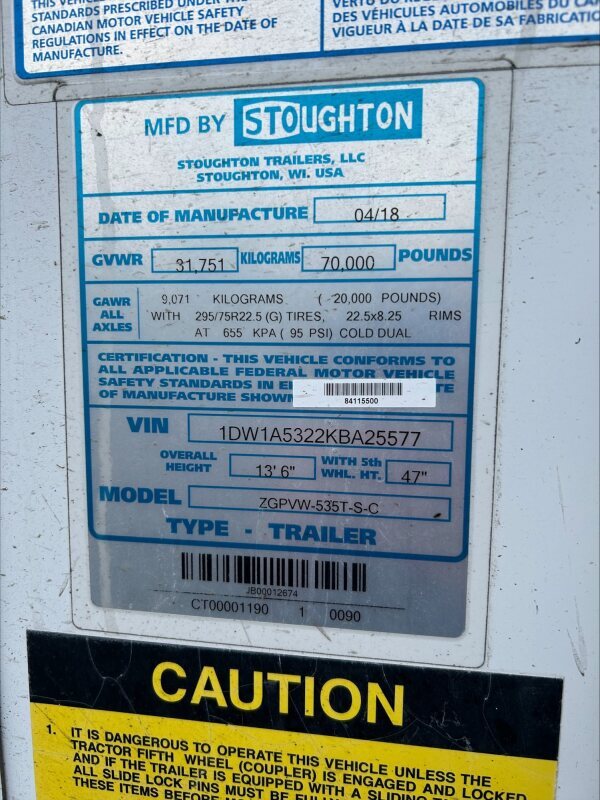 THIS VEHICLE
STANDARDS PRESCRIBED UNDER THE
CANADIAN MOTOR VEHICLE SAFETY
REGULATIONS IN EFFECT ON THE DATE OF
MANUFACTURE.
DES VÉHICULES AUTOMOBILES DU
VIGUEUR À LA DATE DE SA
MFD BY STOUGHTON
STOUGHTON TRAILERS, LLC
STOUGHTON, WI. USA
DATE OF MANUFACTURE 04/18
GVWR 31,751 KILOGRAMS 70,000 POUNDS
GAWR 9,071 KILOGRAMS ( 20,000 POUNDS)
ALL WITH 295/75R22.5 (G) TIRES, 22.5x8.25 RIMS
AXLES AT 655 KPA ( 95 PSI) COLD DUAL
CERTIFICATION - THIS VEHICLE CONFORMS TO
ALL APPLICABLE FEDERAL MOTOR VEHICLE
SAFETY STANDARDS IN
OF MANUFACTURE SHOWN
84115500
VIN 1DW1A5322KBA25577
OVERALL HEIGHT 13' 6" WITH 5th WHL. HT. 47"
MODEL ZGPVW-535T-S-C
TYPE - TRAILER
JB00012674
CT00001190 1 0090
CAUTION
1. IT IS DANGEROUS TO OPERATE THIS VEHICLE UNLESS THE
TRACTOR FIFTH WHEEL (COUPLER) IS ENGAGED AND LOCKED
AND IF THE TRAILER IS EQUIPPED WITH A SLIDING
ALL SLIDE LOCK PINS MUST BE
THESE ITEMS BEFORE